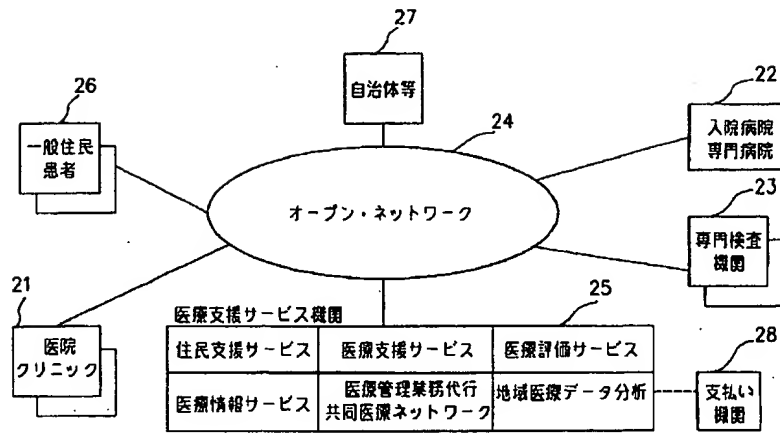 27
自治体等
26
一般住民
患者
24
22
入院病院
専門病院
オープン・ネットワーク
23
専門検査
機関
21
医院
クリニック
医療支援サービス機関
25
住民支援サービス
医療支援サービス
医療評価サービス
28
医療情報サービス
医療管理業務代行
共同医療ネットワーク
地域医療データ分析
支払い
機関